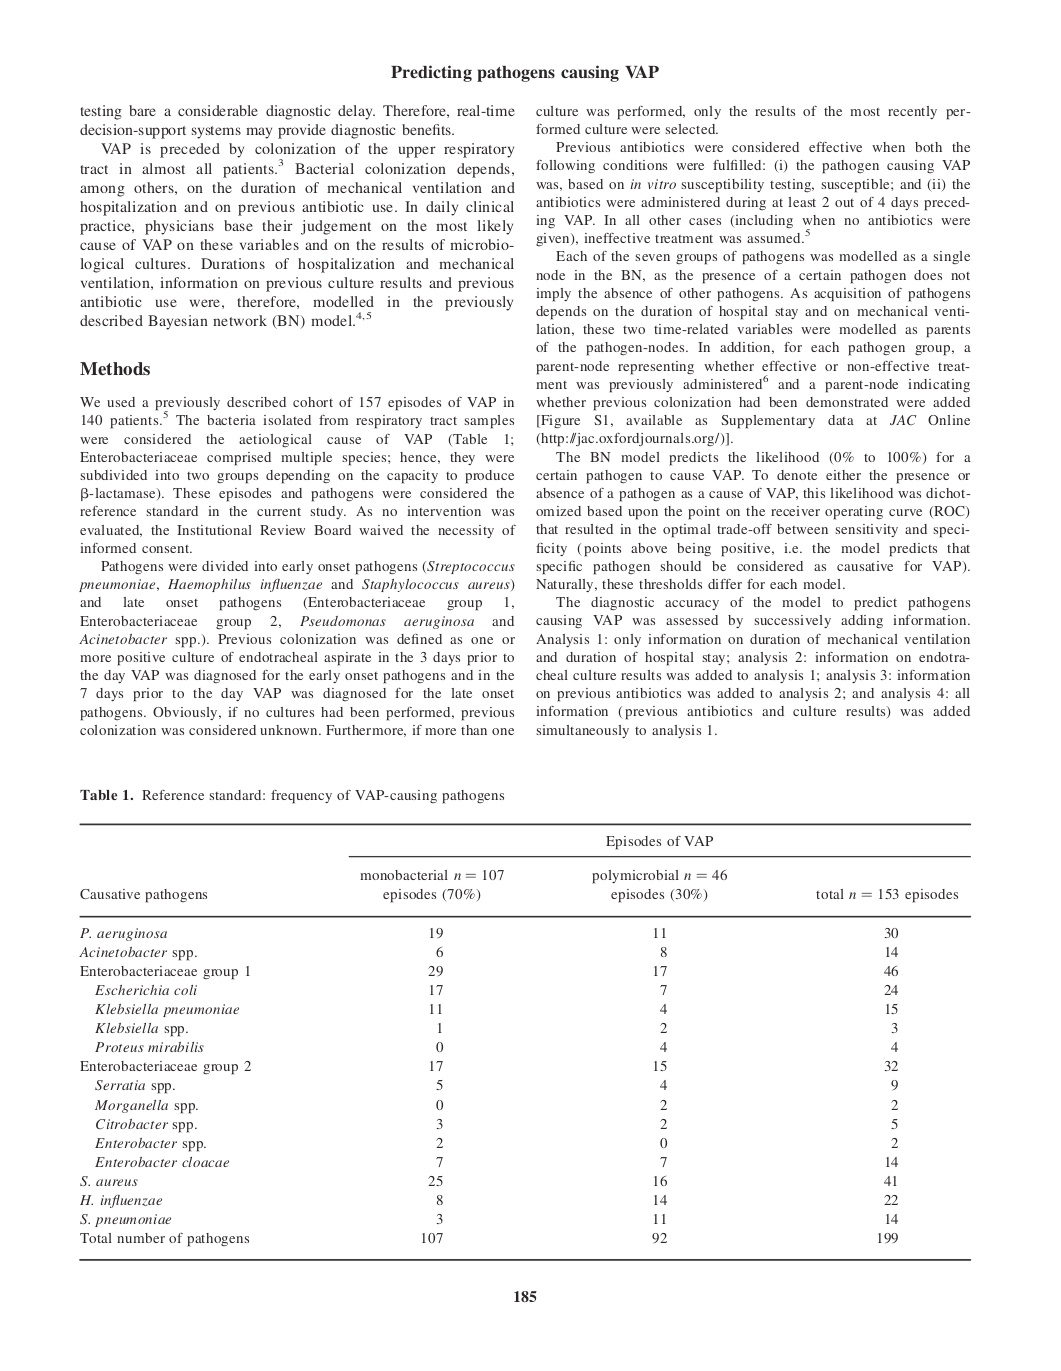 Predicting pathogens causing VAP
testing bare a considerable diagnostic delay. Therefore, real-time
decision-support systems may provide diagnostic benefits.
VAP is preceded by colonization of the upper respiratory
tract in almost all patients.3 Bacterial colonization depends,
among others, on the duration of mechanical ventilation and
hospitalization and on previous antibiotic use. In daily clinical
practice, physicians base their judgement on the most likely
cause of VAP on these variables and on the results of microbio-
logical cultures. Durations of hospitalization and mechanical
ventilation, information on previous culture results and previous
antibiotic use were, therefore, modelled in the previously
described Bayesian network (BN) model.4,5
Methods
We used a previously described cohort of 157 episodes of VAP in
140 patients.5 The bacteria isolated from respiratory tract samples
were considered the aetiological cause of VAP (Table 1;
Enterobacteriaceae comprised multiple species; hence, they were
subdivided into two groups depending on the capacity to produce
β-lactamase). These episodes and pathogens were considered the
reference standard in the current study. As no intervention was
evaluated, the Institutional Review Board waived the necessity of
informed consent.
Pathogens were divided into early onset pathogens (Streptococcus
pneumoniae, Haemophilus influenzae and Staphylococcus aureus)
and late onset pathogens (Enterobacteriaceae group 1,
Enterobacteriaceae group 2, Pseudomonas aeruginosa and
Acinetobacter spp.). Previous colonization was defined as one or
more positive culture of endotracheal aspirate in the 3 days prior to
the day VAP was diagnosed for the early onset pathogens and in the
7 days prior to the day VAP was diagnosed for the late onset
pathogens. Obviously, if no cultures had been performed, previous
colonization was considered unknown. Furthermore, if more than one
culture was performed, only the results of the most recently per-
formed culture were selected.
Previous antibiotics were considered effective when both the
following conditions were fulfilled: (i) the pathogen causing VAP
was, based on in vitro susceptibility testing, susceptible; and (ii) the
antibiotics were administered during at least 2 out of 4 days preced-
ing VAP. In all other cases (including when no antibiotics were
given), ineffective treatment was assumed.5
Each of the seven groups of pathogens was modelled as a single
node in the BN, as the presence of a certain pathogen does not
imply the absence of other pathogens. As acquisition of pathogens
depends on the duration of hospital stay and on mechanical venti-
lation, these two time-related variables were modelled as parents
of the pathogen-nodes. In addition, for each pathogen group, a
parent-node representing whether effective or non-effective treat-
ment was previously administered6 and a parent-node indicating
whether previous colonization had been demonstrated were added
[Figure S1, available as Supplementary data at JAC Online
(http://jac.oxfordjournals.org/)].
The BN model predicts the likelihood (0% to 100%) for a
certain pathogen to cause VAP. To denote either the presence or
absence of a pathogen as a cause of VAP, this likelihood was dichot-
omized based upon the point on the receiver operating curve (ROC)
that resulted in the optimal trade-off between sensitivity and speci-
ficity (points above being positive, i.e. the model predicts that
specific pathogen should be considered as causative for VAP).
Naturally, these thresholds differ for each model.
The diagnostic accuracy of the model to predict pathogens
causing VAP was assessed by successively adding information.
Analysis 1: only information on duration of mechanical ventilation
and duration of hospital stay; analysis 2: information on endotra-
cheal culture results was added to analysis 1; analysis 3: information
on previous antibiotics was added to analysis 2; and analysis 4: all
information (previous antibiotics and culture results) was added
simultaneously to analysis 1.
Table 1. Reference standard: frequency of VAP-causing pathogens
Episodes of VAP
monobacterial n = 107 polymicrobial n = 46
Causative pathogens episodes (70%) episodes (30%) total n = 153 episodes
P. aeruginosa 19 11 30
Acinetobacter spp. 6 8 14
Enterobacteriaceae group 1 29 17 46
Escherichia coli 17 7 24
Klebsiella pneumoniae 11 4 15
Klebsiella spp. 1 2 3
Proteus mirabilis 0 4 4
Enterobacteriaceae group 2 17 15 32
Serratia spp. 5 4 9
Morganella spp. 0 2 2
Citrobacter spp. 3 2 5
Enterobacter spp. 2 0 2
Enterobacter cloacae 7 7 14
S. aureus 25 16 41
H. influenzae 8 14 22
S. pneumoniae 3 11 14
Total number of pathogens 107 92 199
185